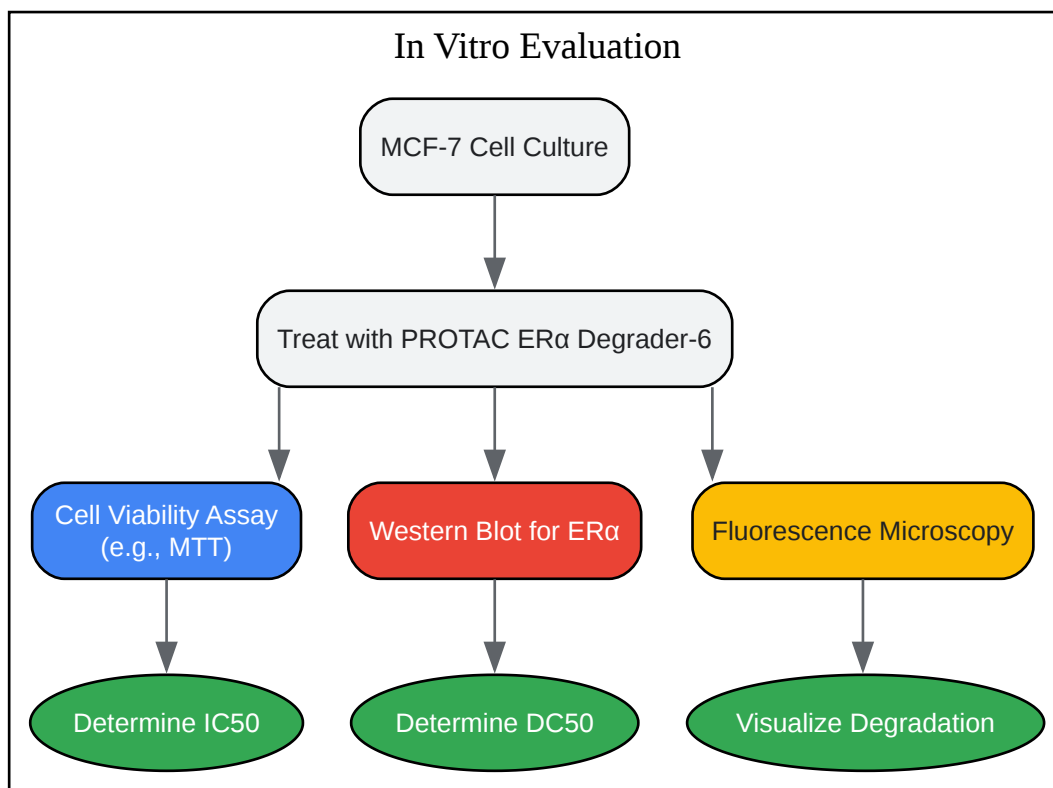 In Vitro Evaluation
MCF-7 Cell Culture
Treat with PROTAC ERα Degrader-6
Cell Viability Assay
(e.g., MTT)
Western Blot for ERα
Fluorescence Microscopy
Determine IC50
Determine DC50
Visualize Degradation